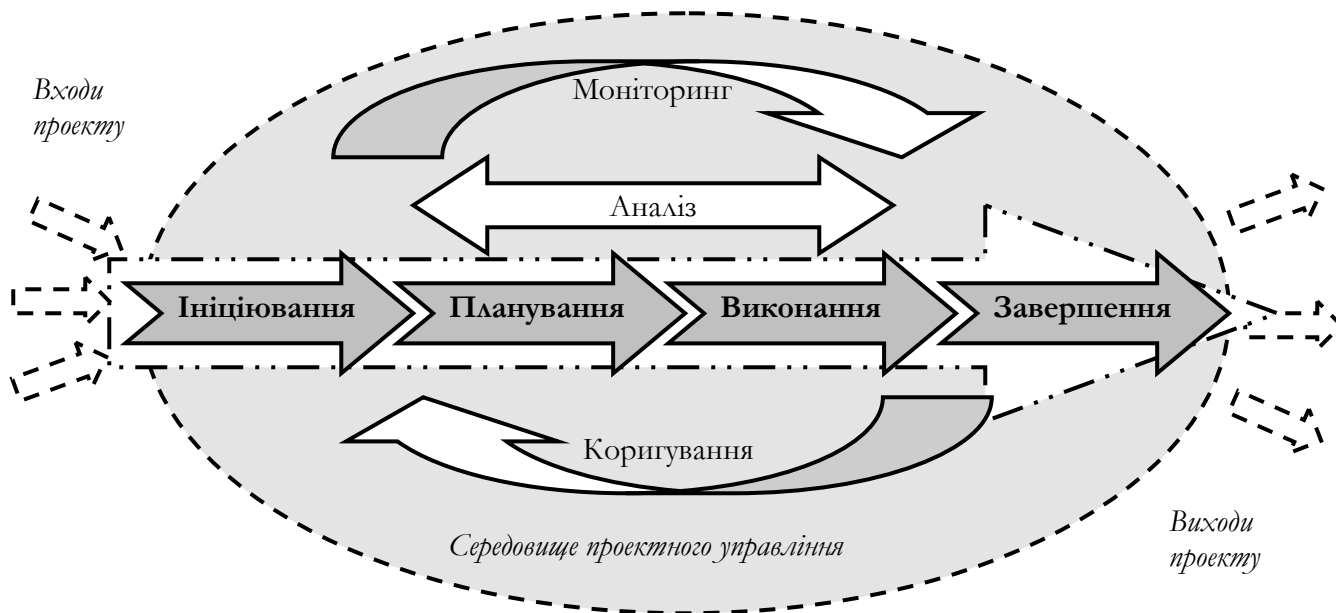 Входи
проекту
Моніторинг
Аналіз
Ініціювання
Планування
Виконання
Завершення
Коригування
Середовище проектного управління
Виходи
проекту